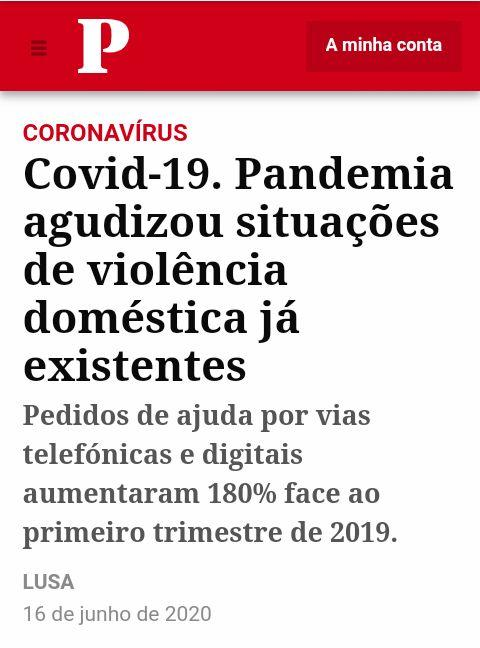 P
A minha conta
CORONAVÍRUS
Covid-19. Pandemia
agudizou situações
de violência
doméstica já
existentes
Pedidos de ajuda por vias
telefónicas e digitais
aumentaram 180% face ao
primeiro trimestre de 2019.
LUSA
16 de junho de 2020